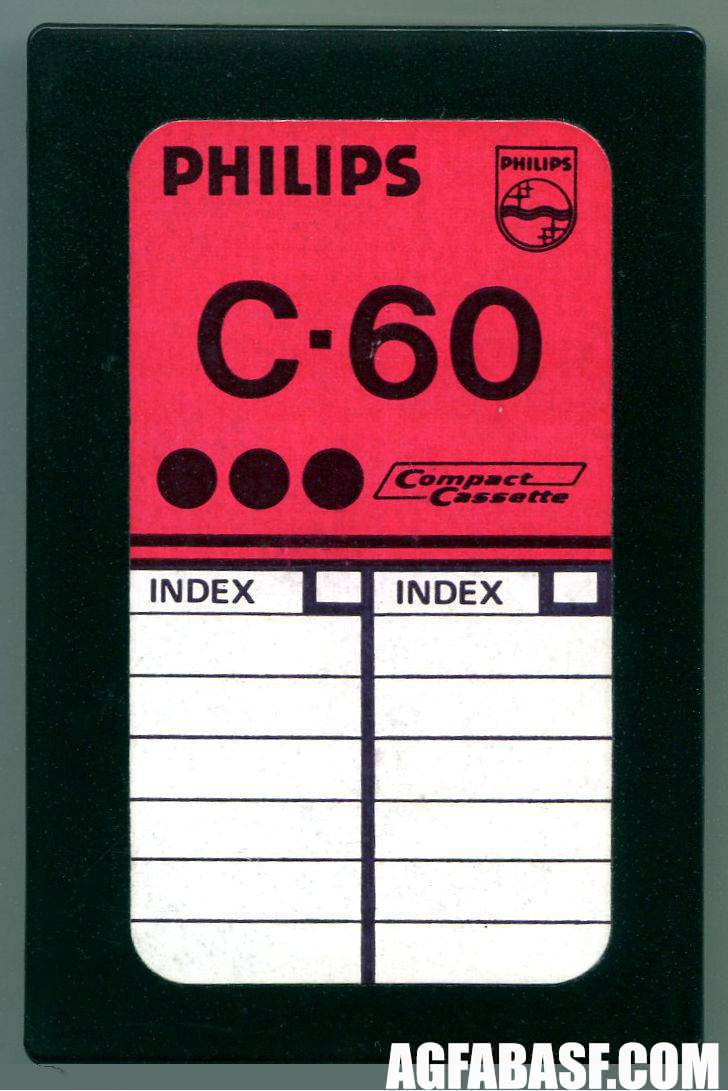 PHILIPS
PHILIPS
C-60
Compact
Cassette
INDEX
INDEX
AGFABASF.COM